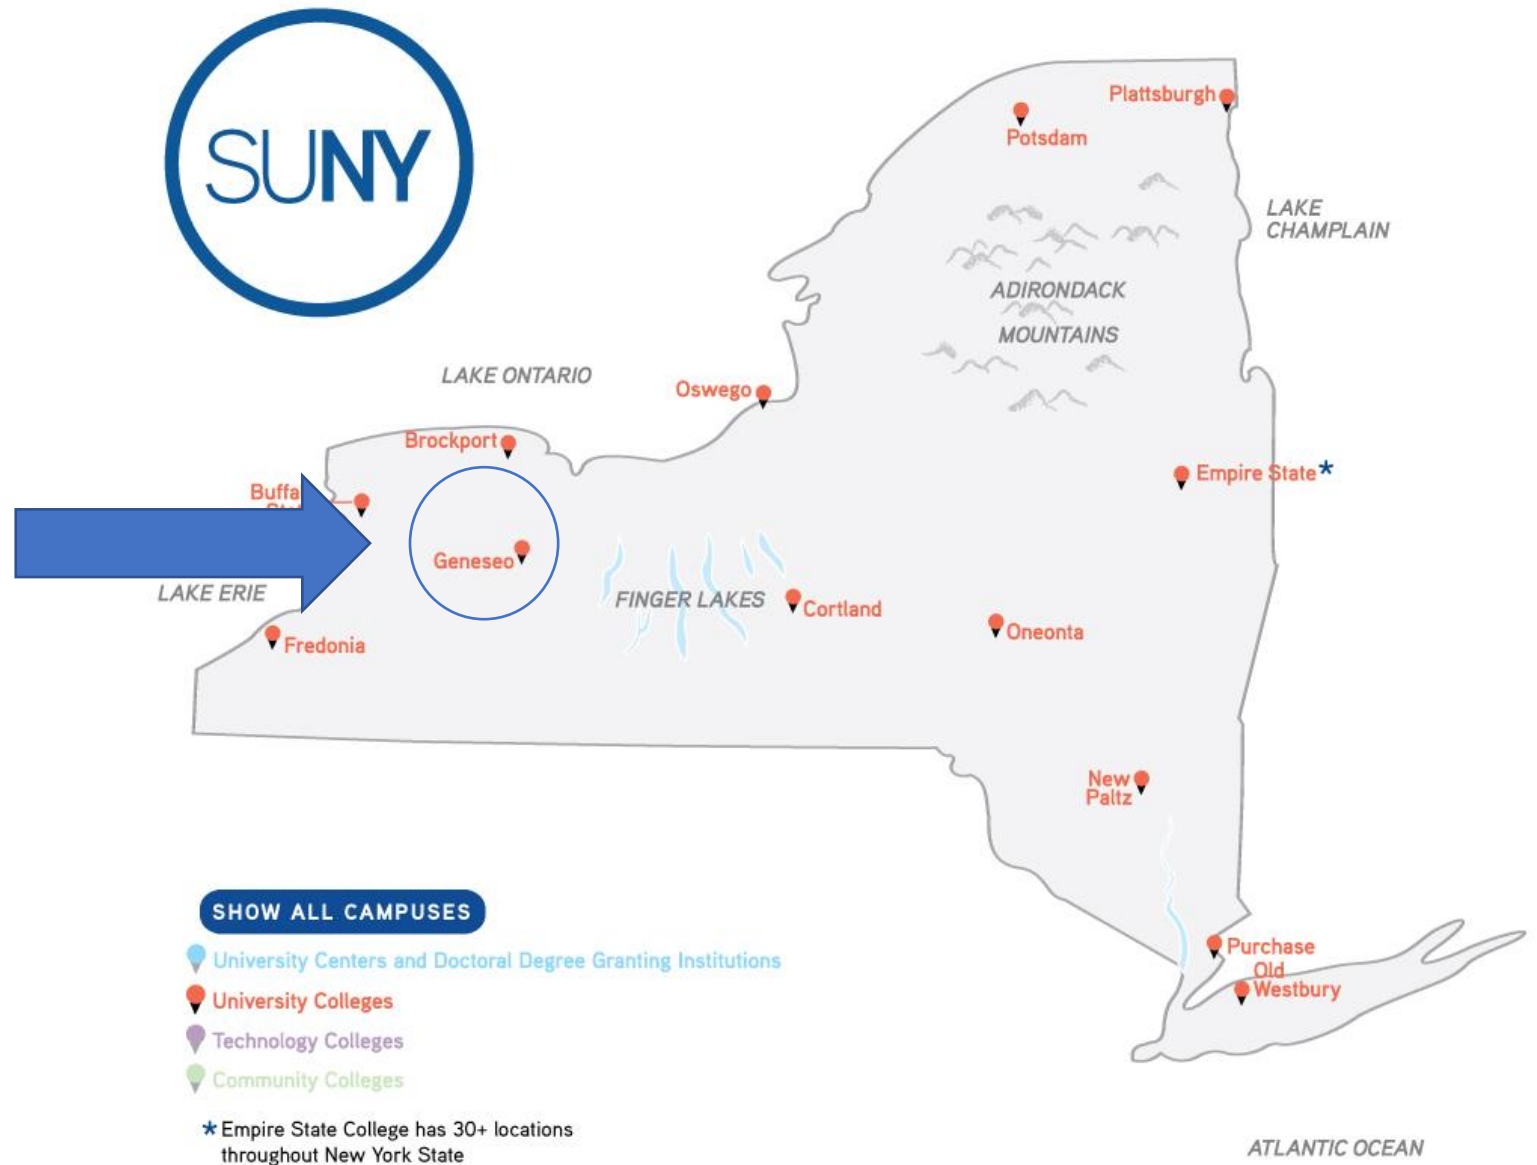 SUNY
Plattsburgh
Potsdam
LAKE
CHAMPLAIN
ADIRONDACK
MOUNTAINS
LAKE ONTARIO
Oswego
Brockport
Empire State*
Geneseo
LAKE ERIE
FINGER LAKES
Cortland
Oneonta
Fredonia
New
Paltz
SHOW ALL CAMPUSES
Purchase
Old
Westbury
University Centers and Doctoral Degree Granting Institutions
University Colleges
Technology Colleges
Community Colleges
* Empire State College has 30+ locations
throughout New York State
ATLANTIC OCEAN